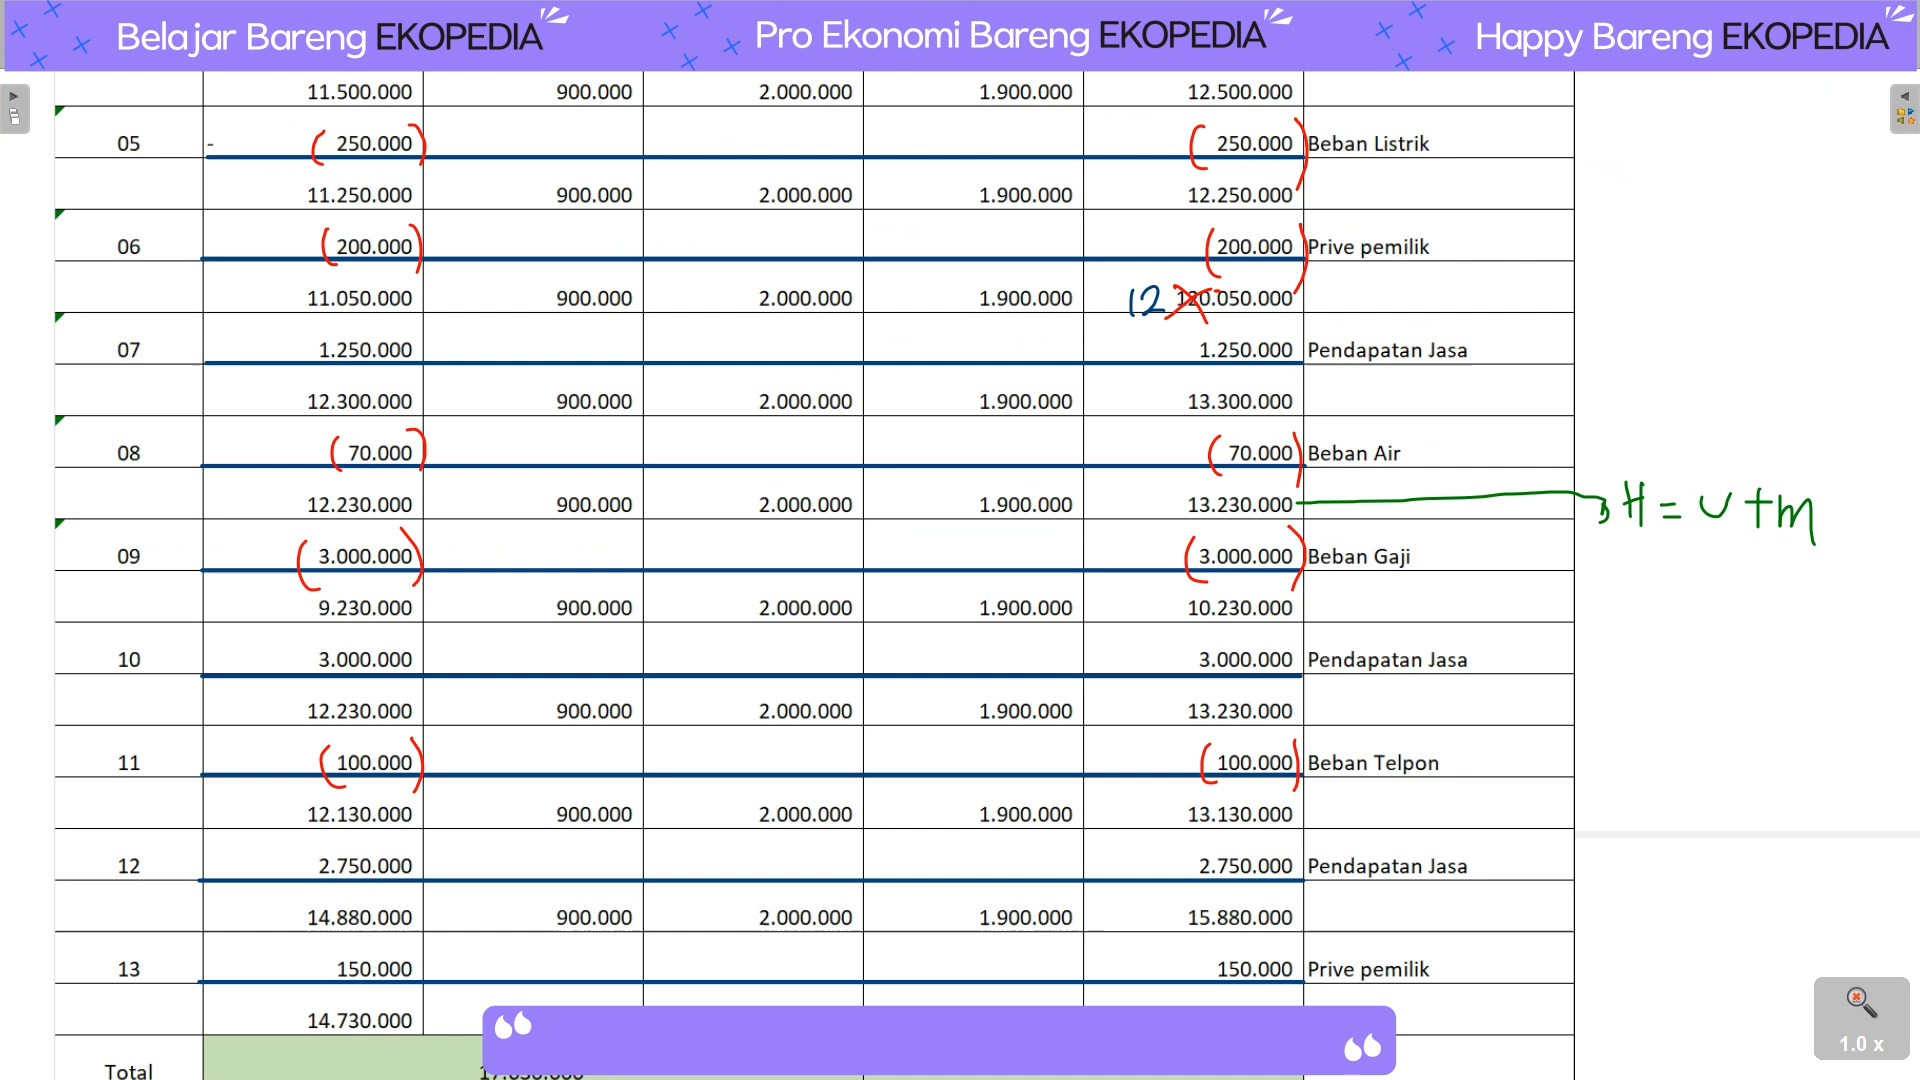 Belajar Bareng EKOPEDIA Pro Ekonomi Bareng EKOPEDIA Happy Bareng EKOPEDIA
11.500.000 900.000 2.000.000 1.900.000 12.500.000
05 - (250.000) (250.000) Beban Listrik
11.250.000 900.000 2.000.000 1.900.000 12.250.000
06 (200.000) (200.000) Prive pemilik
11.050.000 900.000 2.000.000 1.900.000 12 120.050.000
07 1.250.000 1.250.000 Pendapatan Jasa
12.300.000 900.000 2.000.000 1.900.000 13.300.000
08 (70.000) (70.000) Beban Air
12.230.000 900.000 2.000.000 1.900.000 13.230.000 H = U + M
09 (3.000.000) (3.000.000) Beban Gaji
9.230.000 900.000 2.000.000 1.900.000 10.230.000
10 3.000.000 3.000.000 Pendapatan Jasa
12.230.000 900.000 2.000.000 1.900.000 13.230.000
11 (100.000) (100.000) Beban Telpon
12.130.000 900.000 2.000.000 1.900.000 13.130.000
12 2.750.000 2.750.000 Pendapatan Jasa
14.880.000 900.000 2.000.000 1.900.000 15.880.000
13 150.000 150.000 Prive pemilik
14.730.000
Total
1.0 x